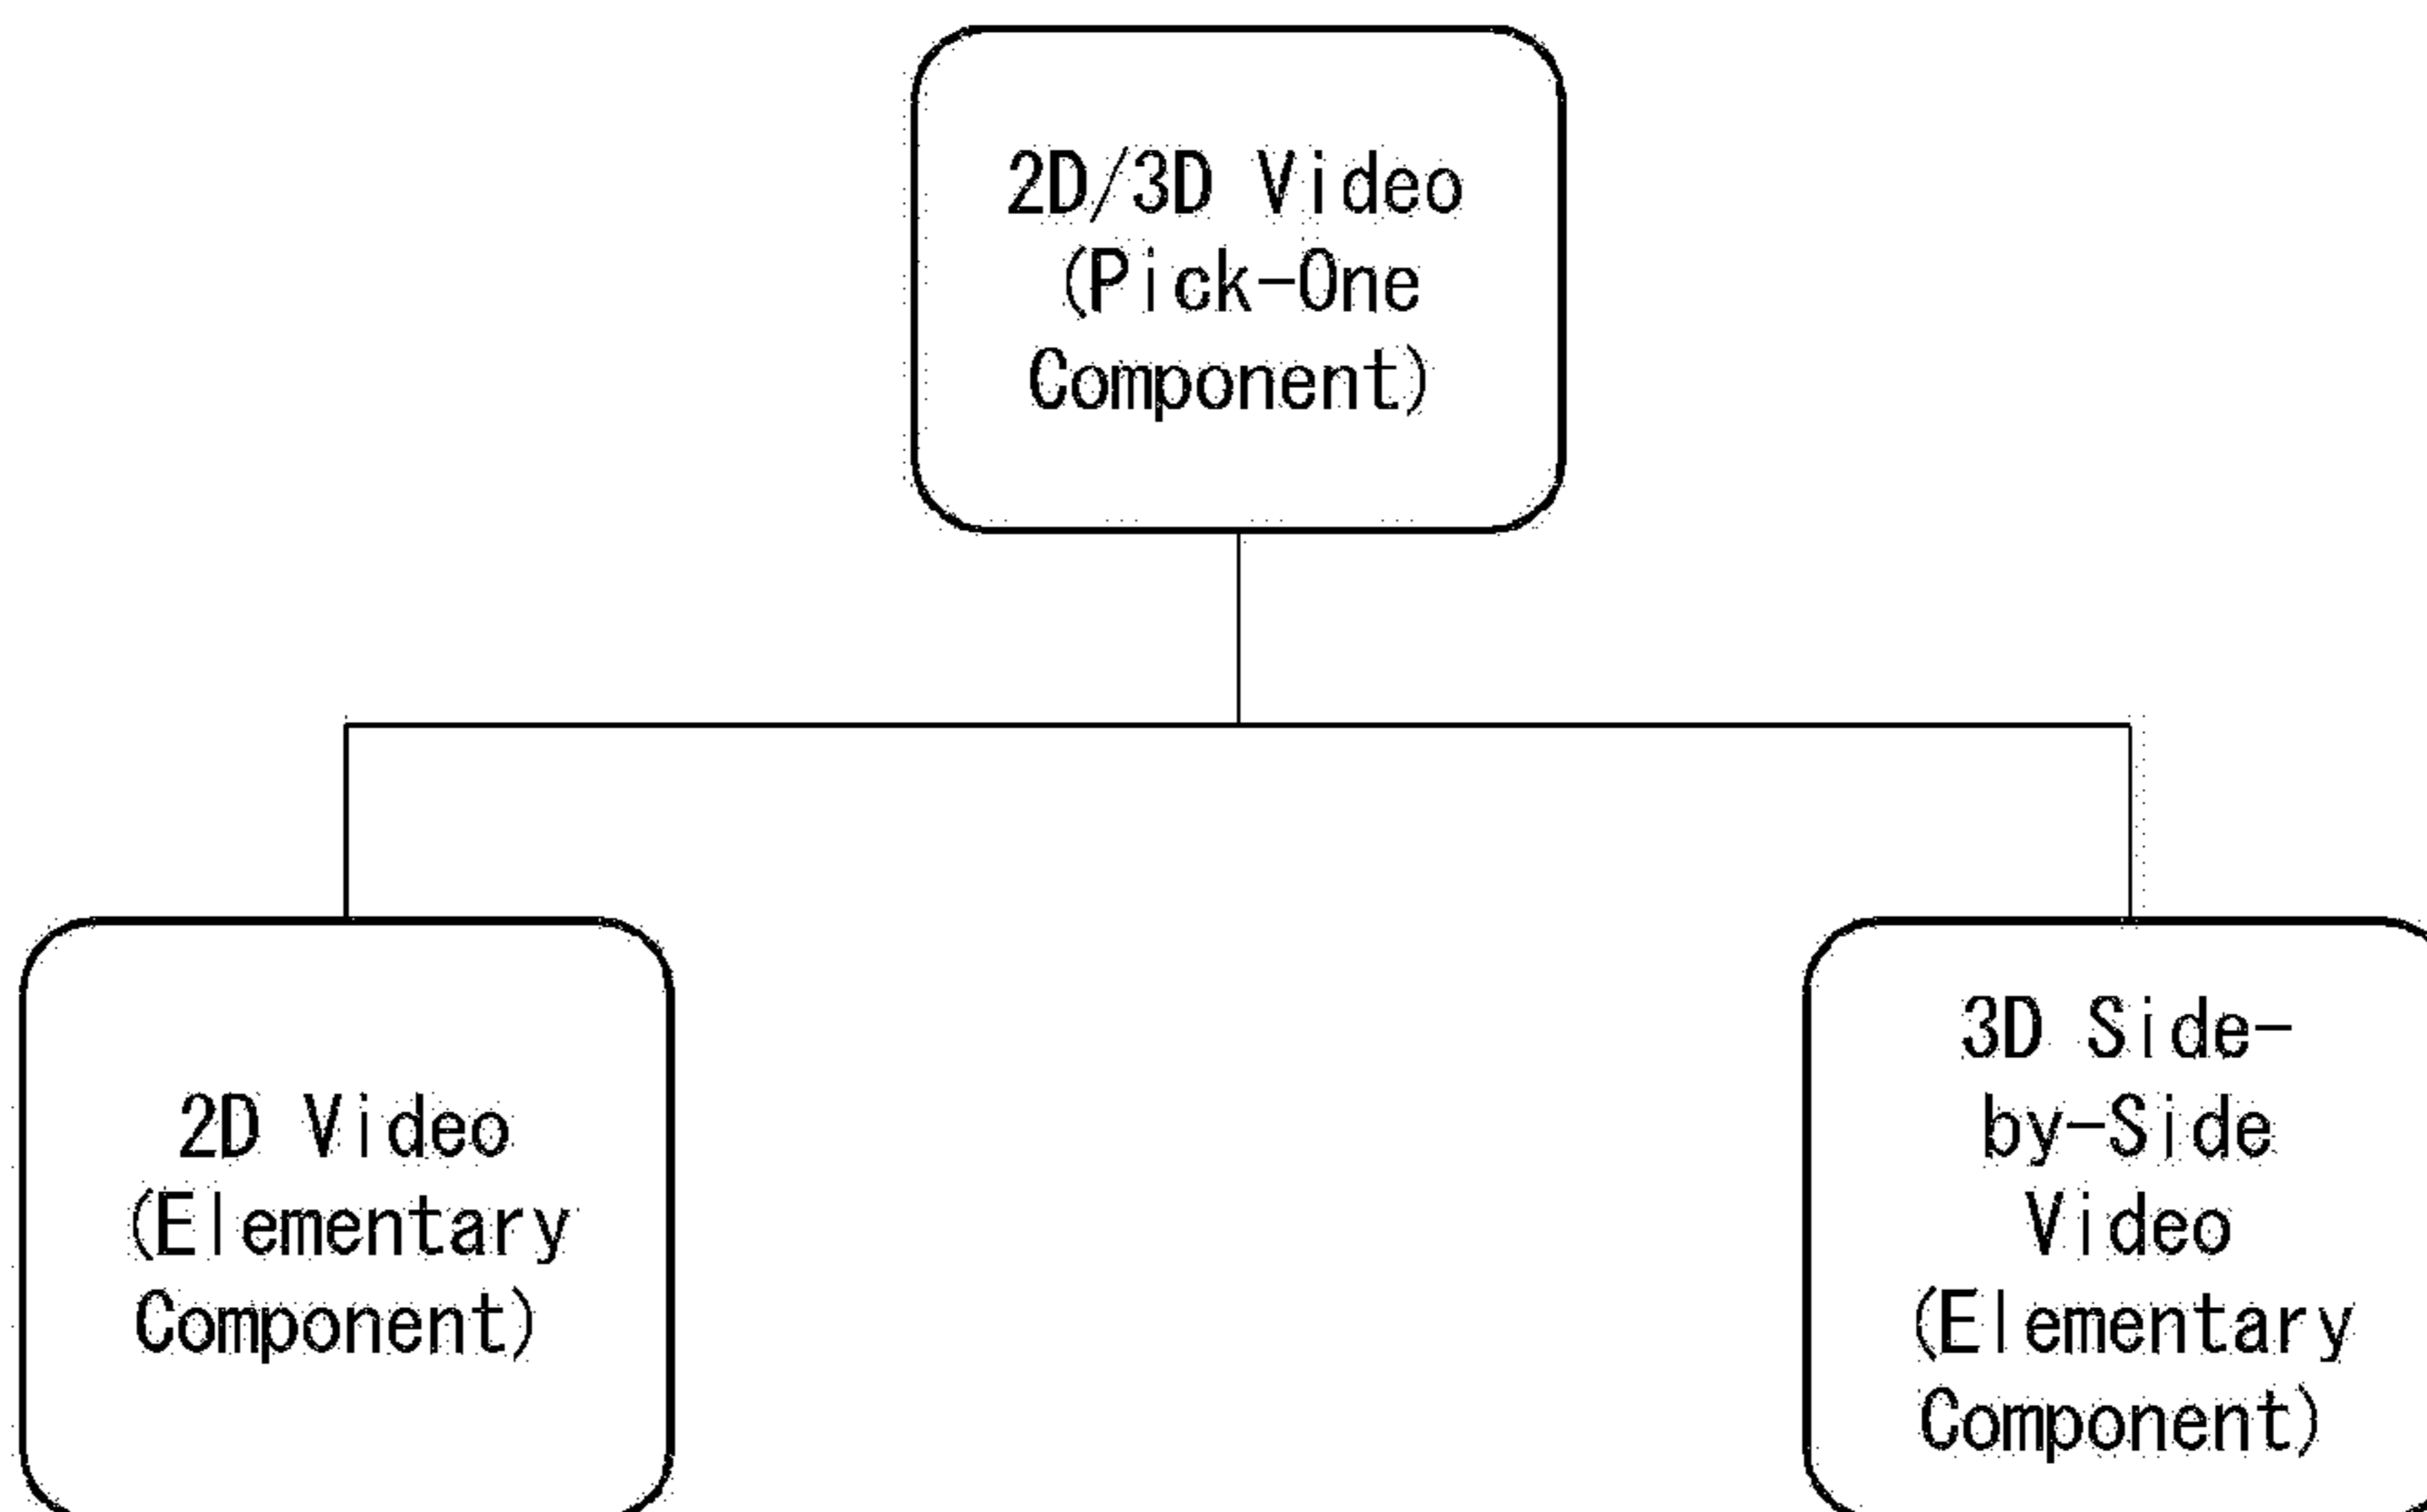 2D/3D Video
(Pick-One
Component)
2D Video
(Elementary
Component)
3D Side-
by-Side
Video
(Elementary
Component)